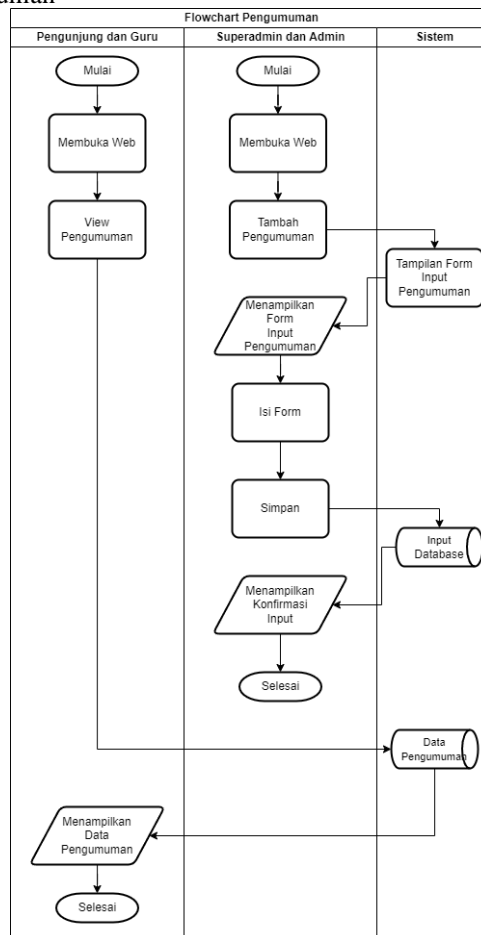 Flowchart Pengumuman
Pengunjung dan Guru
Superadmin dan Admin
Sistem
Mulai
Mulai
Membuka Web
Membuka Web
View
Pengumuman
Tambah
Pengumuman
Tampilan Form
Input
Pengumuman
Menampilkan
Form
Input
Pengumuman
Isi Form
Simpan
Input
Database
Menampilkan
Konfirmasi
Input
Selesai
Data
Pengumuman
Menampilkan
Data
Pengumuman
Selesai